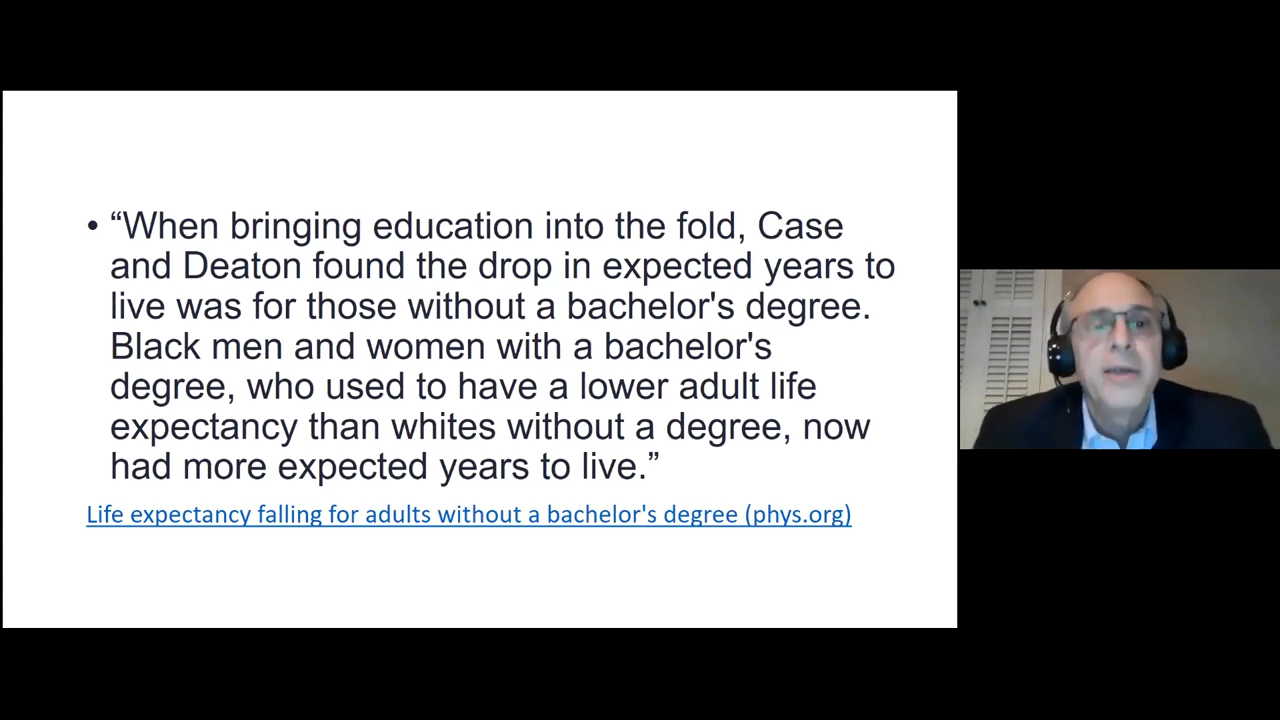 • “When bringing education into the fold, Case
and Deaton found the drop in expected years to
live was for those without a bachelor's degree.
Black men and women with a bachelor's
degree, who used to have a lower adult life
expectancy than whites without a degree, now
had more expected years to live.”
Life expectancy falling for adults without a bachelor's degree (phys.org)